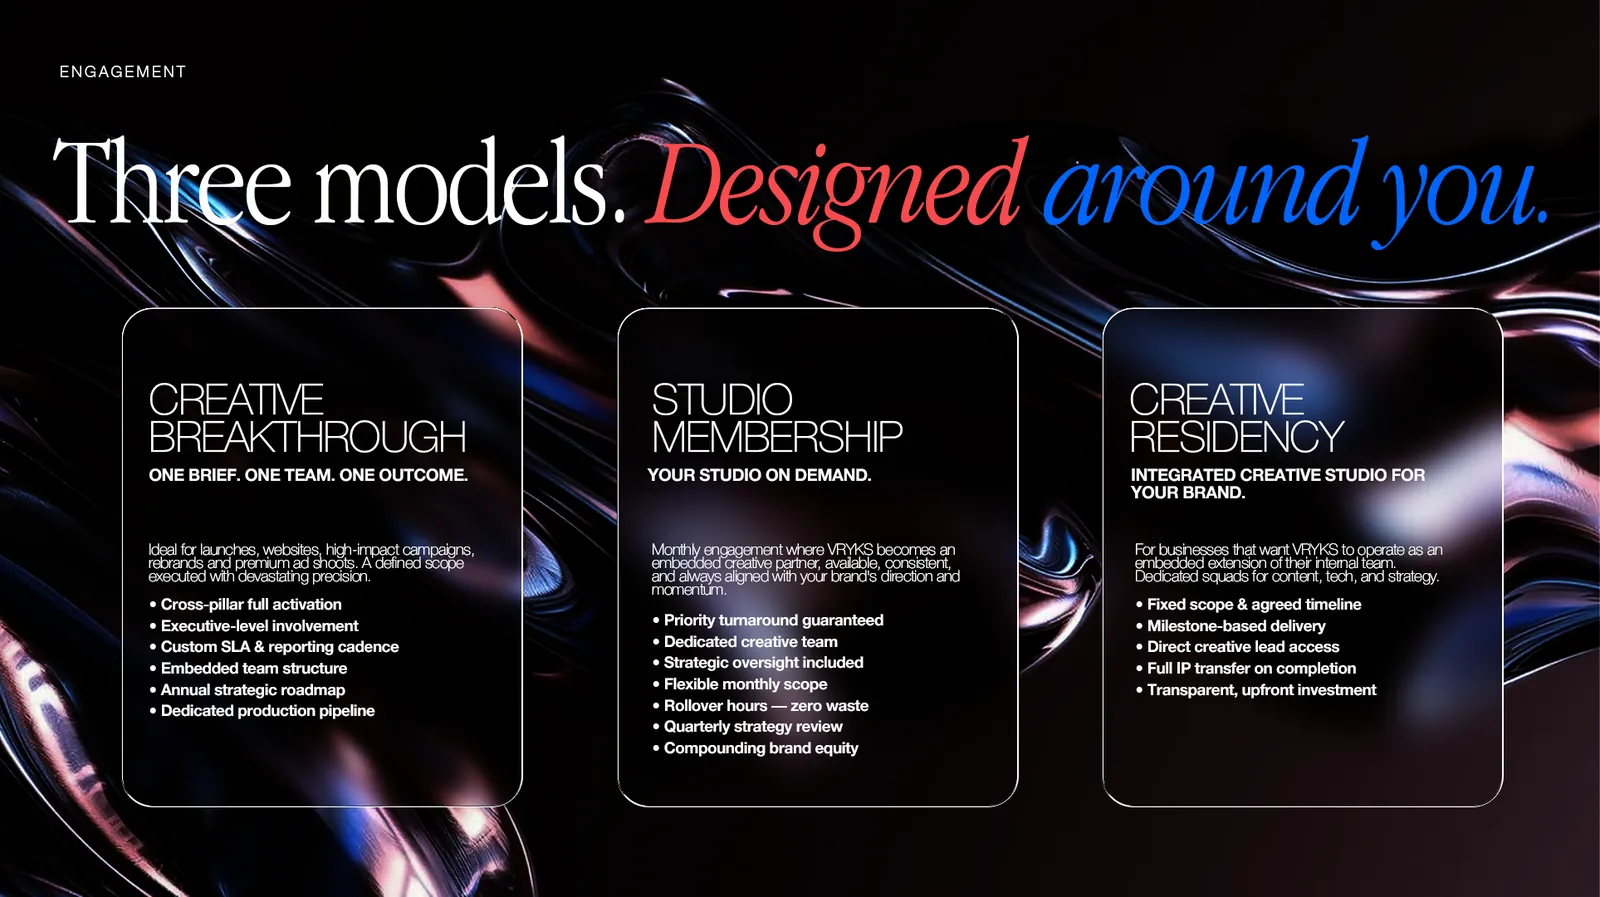 ENGAGEMENT
Three models. Designed around you.
CREATIVE
BREAKTHROUGH
ONE BRIEF. ONE TEAM. ONE OUTCOME.
Ideal for launches, websites, high-impact campaigns,
rebrands and premium ad shoots. A defined scope
executed with devastating precision.
• Cross-pillar full activation
• Executive-level involvement
• Custom SLA & reporting cadence
• Embedded team structure
• Annual strategic roadmap
• Dedicated production pipeline
STUDIO
MEMBERSHIP
YOUR STUDIO ON DEMAND.
Monthly engagement where VRYKS becomes an
embedded creative partner, available, consistent,
and always aligned with your brand's direction and
momentum.
• Priority turnaround guaranteed
• Dedicated creative team
• Strategic oversight included
• Flexible monthly scope
• Rollover hours — zero waste
• Quarterly strategy review
• Compounding brand equity
CREATIVE
RESIDENCY
INTEGRATED CREATIVE STUDIO FOR
YOUR BRAND.
For businesses that want VRYKS to operate as an
embedded extension of their internal team.
Dedicated squads for content, tech, and strategy.
• Fixed scope & agreed timeline
• Milestone-based delivery
• Direct creative lead access
• Full IP transfer on completion
• Transparent, upfront investment